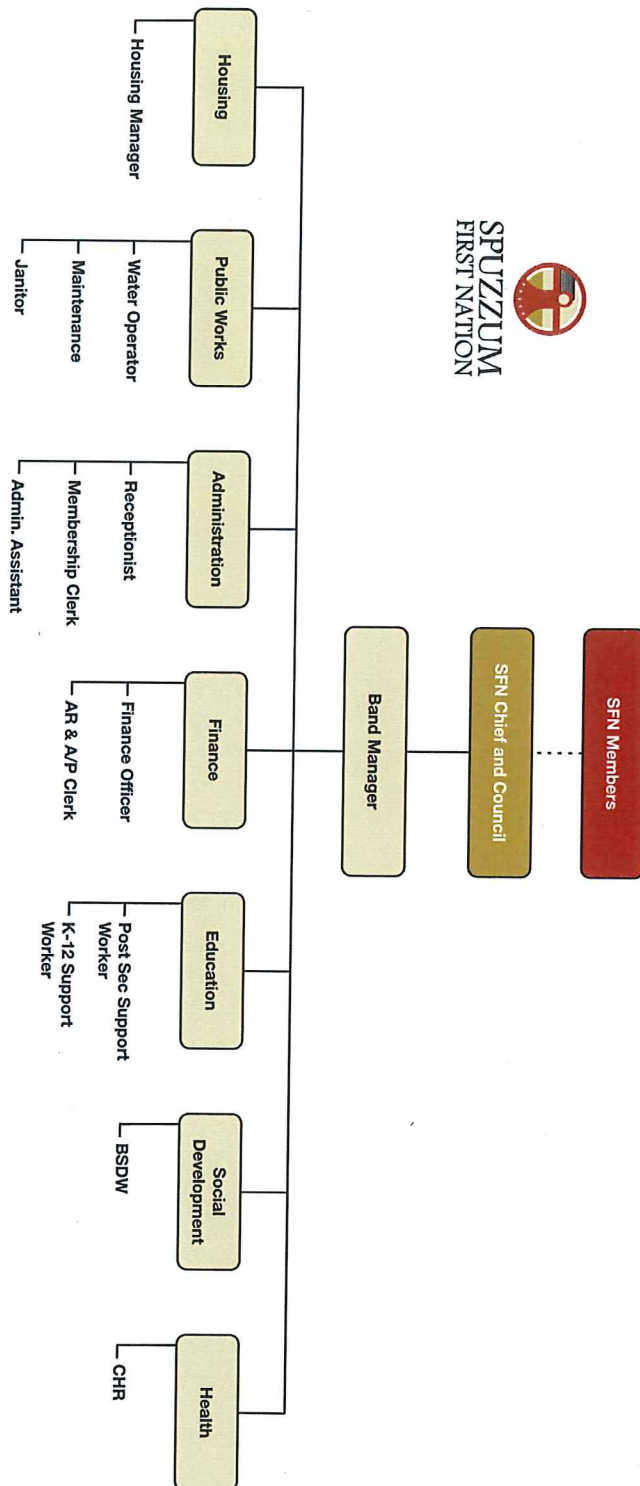 SPUZZUM
FIRST NATION
SFN Members
SFN Chief and Council
Band Manager
Housing
Housing Manager
Public Works
Water Operator
Maintenance
Janitor
Administration
Receptionist
Membership Clerk
Admin. Assistant
Finance
Finance Officer
AR & A/P Clerk
Education
Post Sec Support
Worker
K-12 Support
Worker
Social
Development
BSDW
Health
CHR